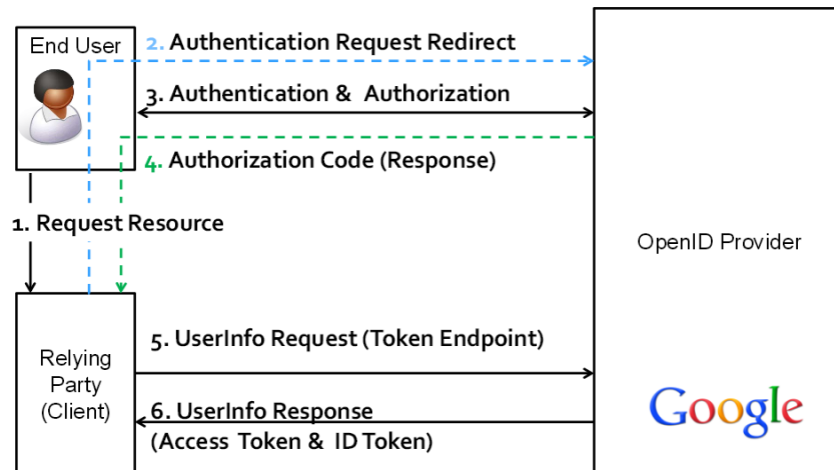 End User
2. Authentication Request Redirect
3. Authentication & Authorization
4. Authorization Code (Response)
1. Request Resource
OpenID Provider
Relying
Party
(Client)
5. UserInfo Request (Token Endpoint)
6. UserInfo Response
(Access Token & ID Token)
Google